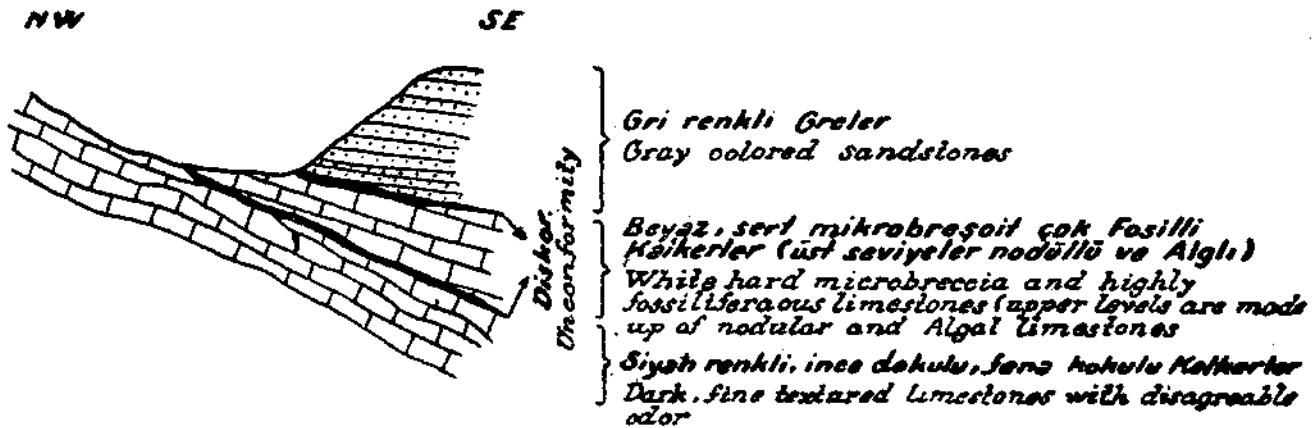 NW
SE
Gri renkli Greler
Gray colored sandstones
Diskor.
Unconformity
Beyaz, sert mikrobreşoit çok Fosilli
Kalkerler (üst seviyeler nodüllü ve Alglı)
White hard microbreccia and highly
fossiliferaous limestones (upper levels are made
up of nodular and Algal limestones
Siyah renkli, ince dokulu, fena kokulu Kalkerler
Dark, fine textured limestones with disagreeable
odor